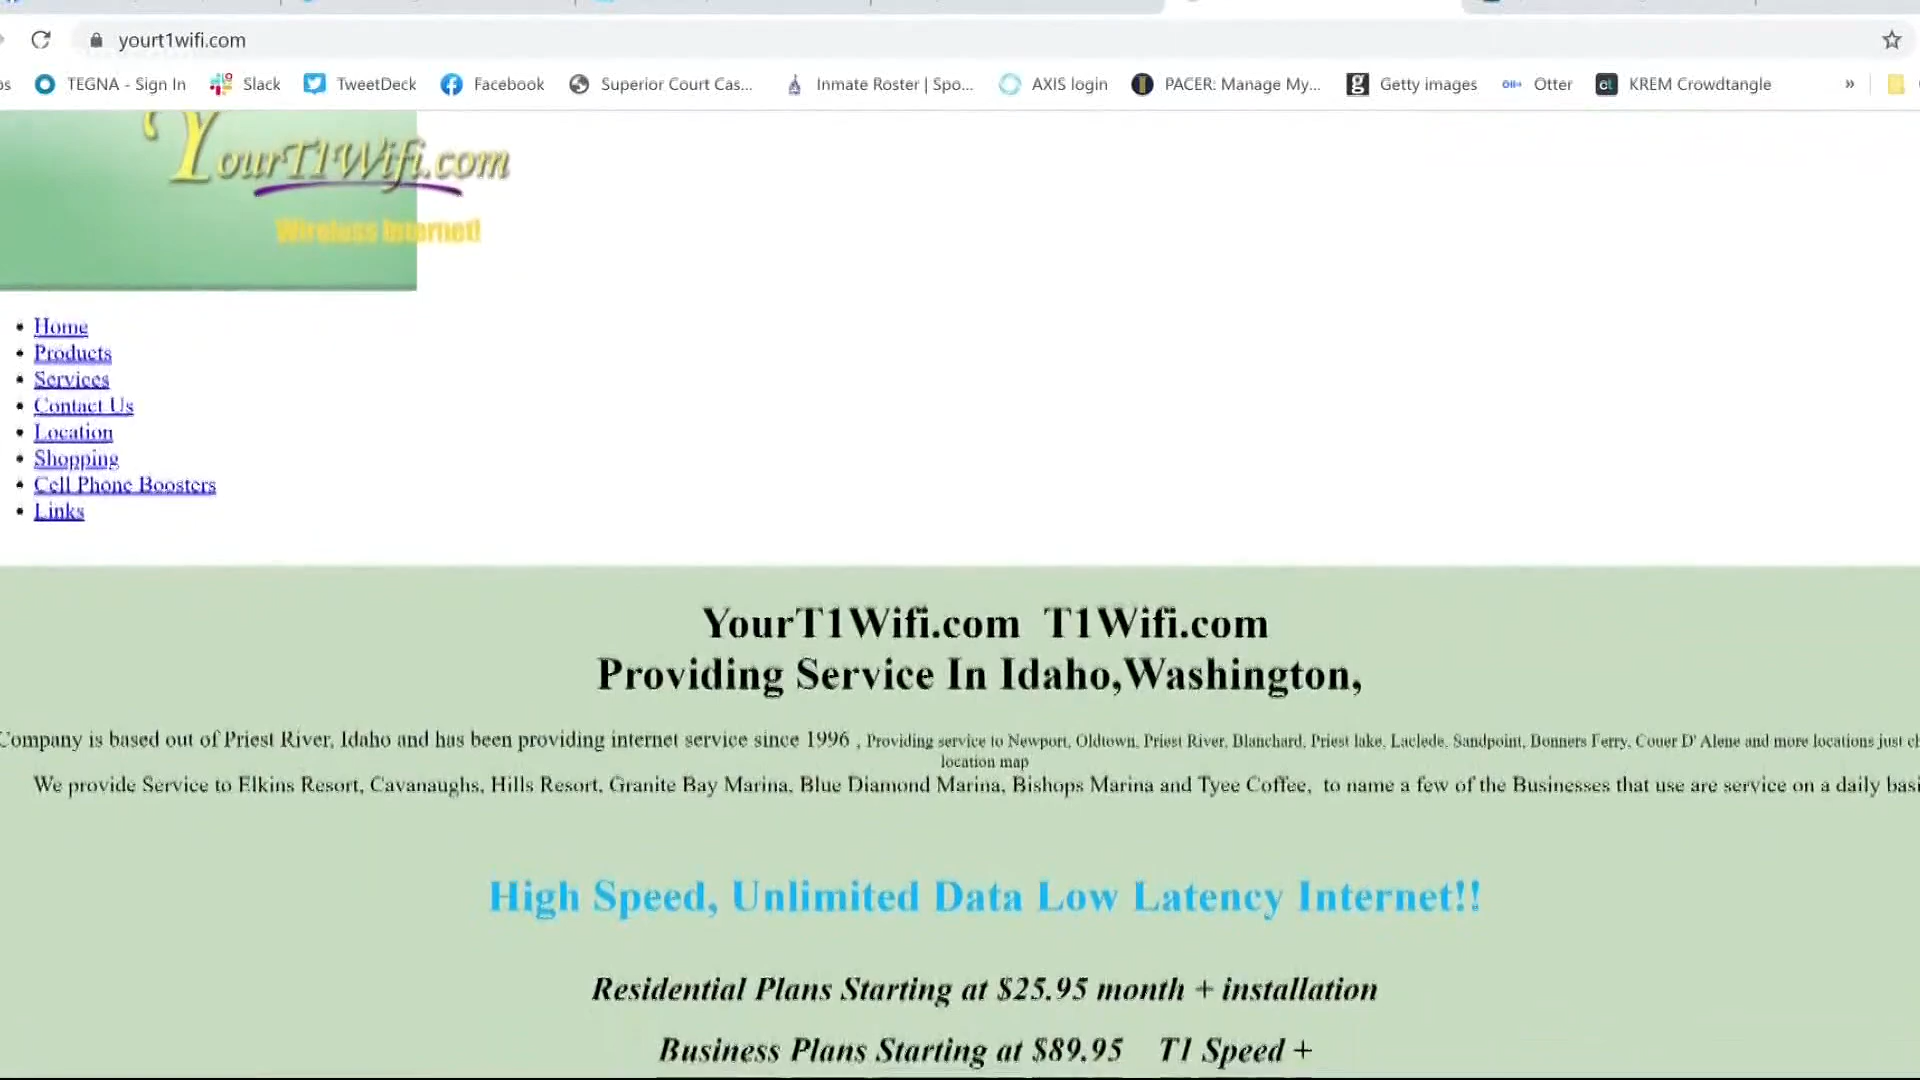 yourt1wifi.com
TEGNA - Sign In Slack TweetDeck Facebook Superior Court Cas... Inmate Roster | Spo... AXIS login PACER: Manage My... Getty images Otter KREM Crowdtangle »
YourT1Wifi.com
Wireless Internet!
Home
Products
Services
Contact Us
Location
Shopping
Cell Phone Boosters
Links
YourT1Wifi.com T1Wifi.com
Providing Service In Idaho,Washington,
Company is based out of Priest River, Idaho and has been providing internet service since 1996 , Providing service to Newport, Oldtown, Priest River, Blanchard, Priest lake, Laclede, Sandpoint, Bonners Ferry, Couer D' Alene and more locations just
location map
We provide Service to Elkins Resort, Cavanaughs, Hills Resort, Granite Bay Marina, Blue Diamond Marina, Bishops Marina and Tyee Coffee, to name a few of the Businesses that use are service on a daily
High Speed, Unlimited Data Low Latency Internet!!
Residential Plans Starting at $25.95 month + installation
Business Plans Starting at $89.95 T1 Speed +